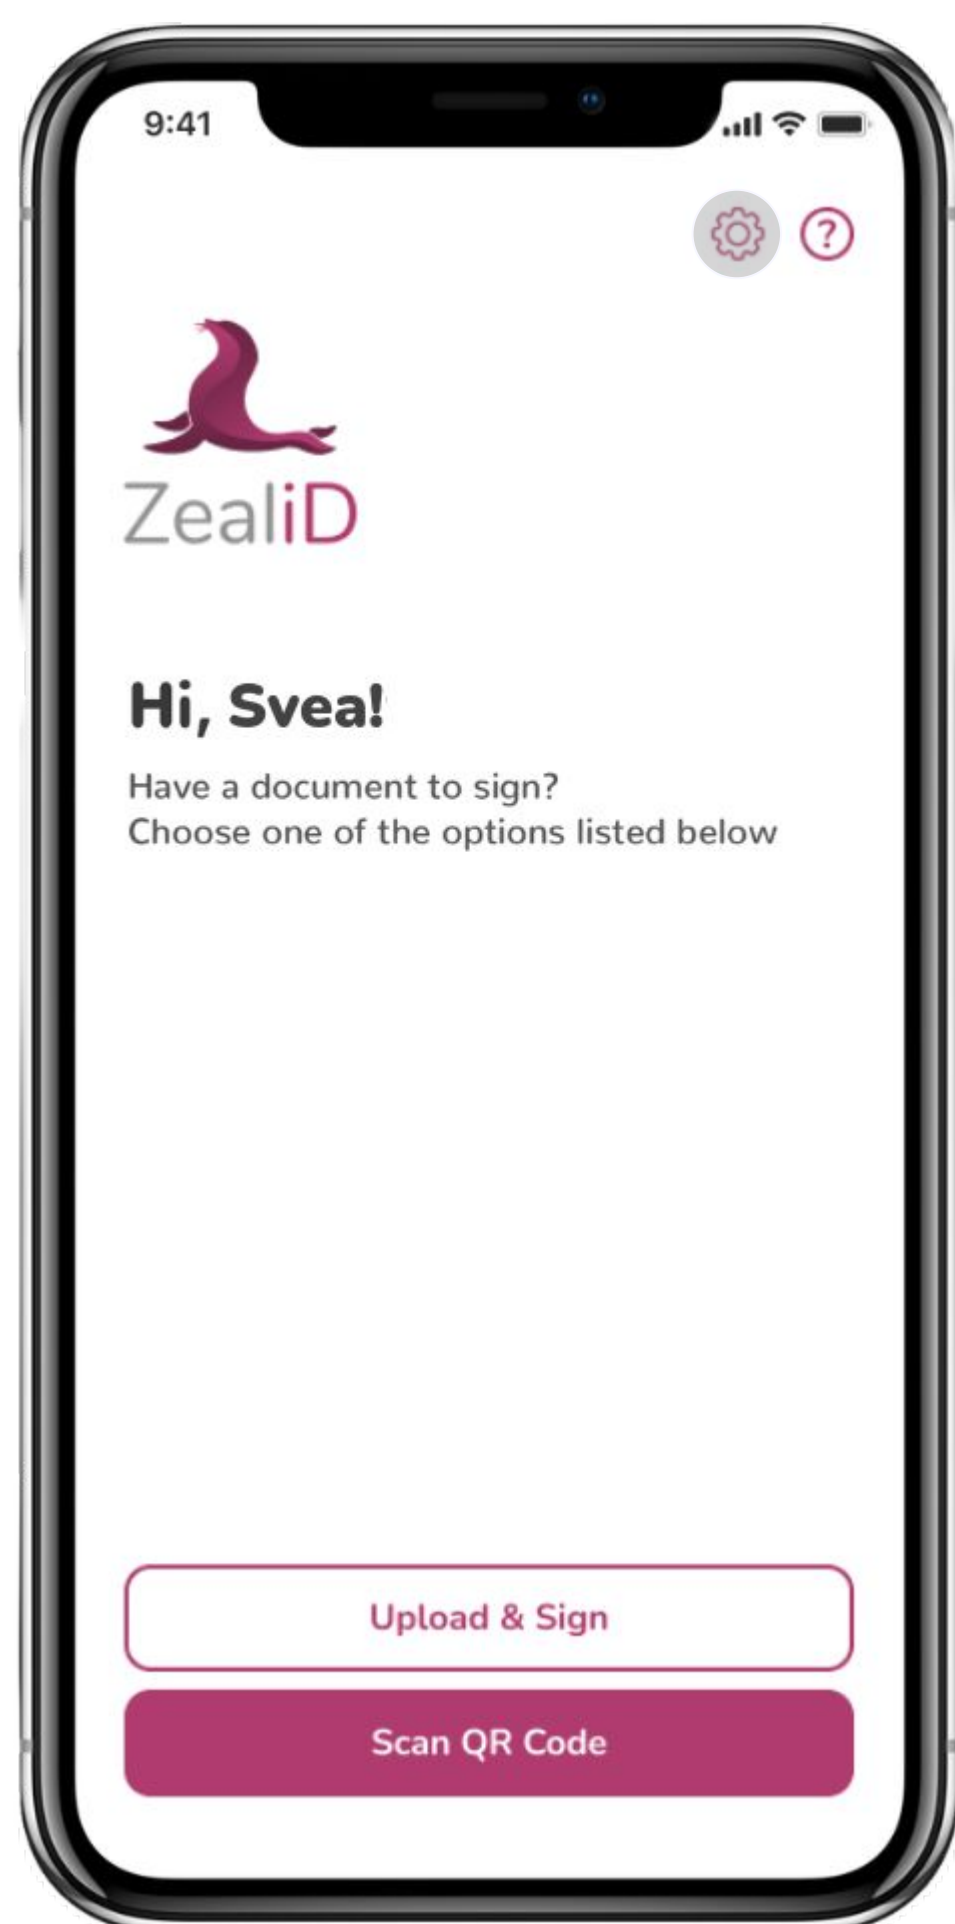 9:41
?
ZealiD
Hi, Svea!
Have a document to sign?
Choose one of the options listed below
Upload & Sign
Scan QR Code